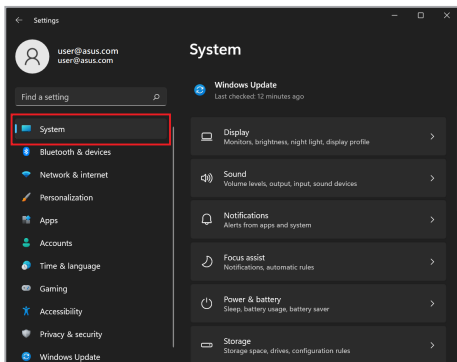 Settings
user@asus.com
user@asus.com
Find a setting
System
Bluetooth & devices
Network & internet
Personalization
Apps
Accounts
Time & language
Gaming
Accessibility
Privacy & security
Windows Update
System
Windows Update
Last checked: 12 minutes ago
Display
Monitors, brightness, night light, display profile
Sound
Volume levels, output, input, sound devices
Notifications
Alerts from apps and system
Focus assist
Notifications, automatic rules
Power & battery
Sleep, battery usage, battery saver
Storage
Storage space, drives, configuration rules